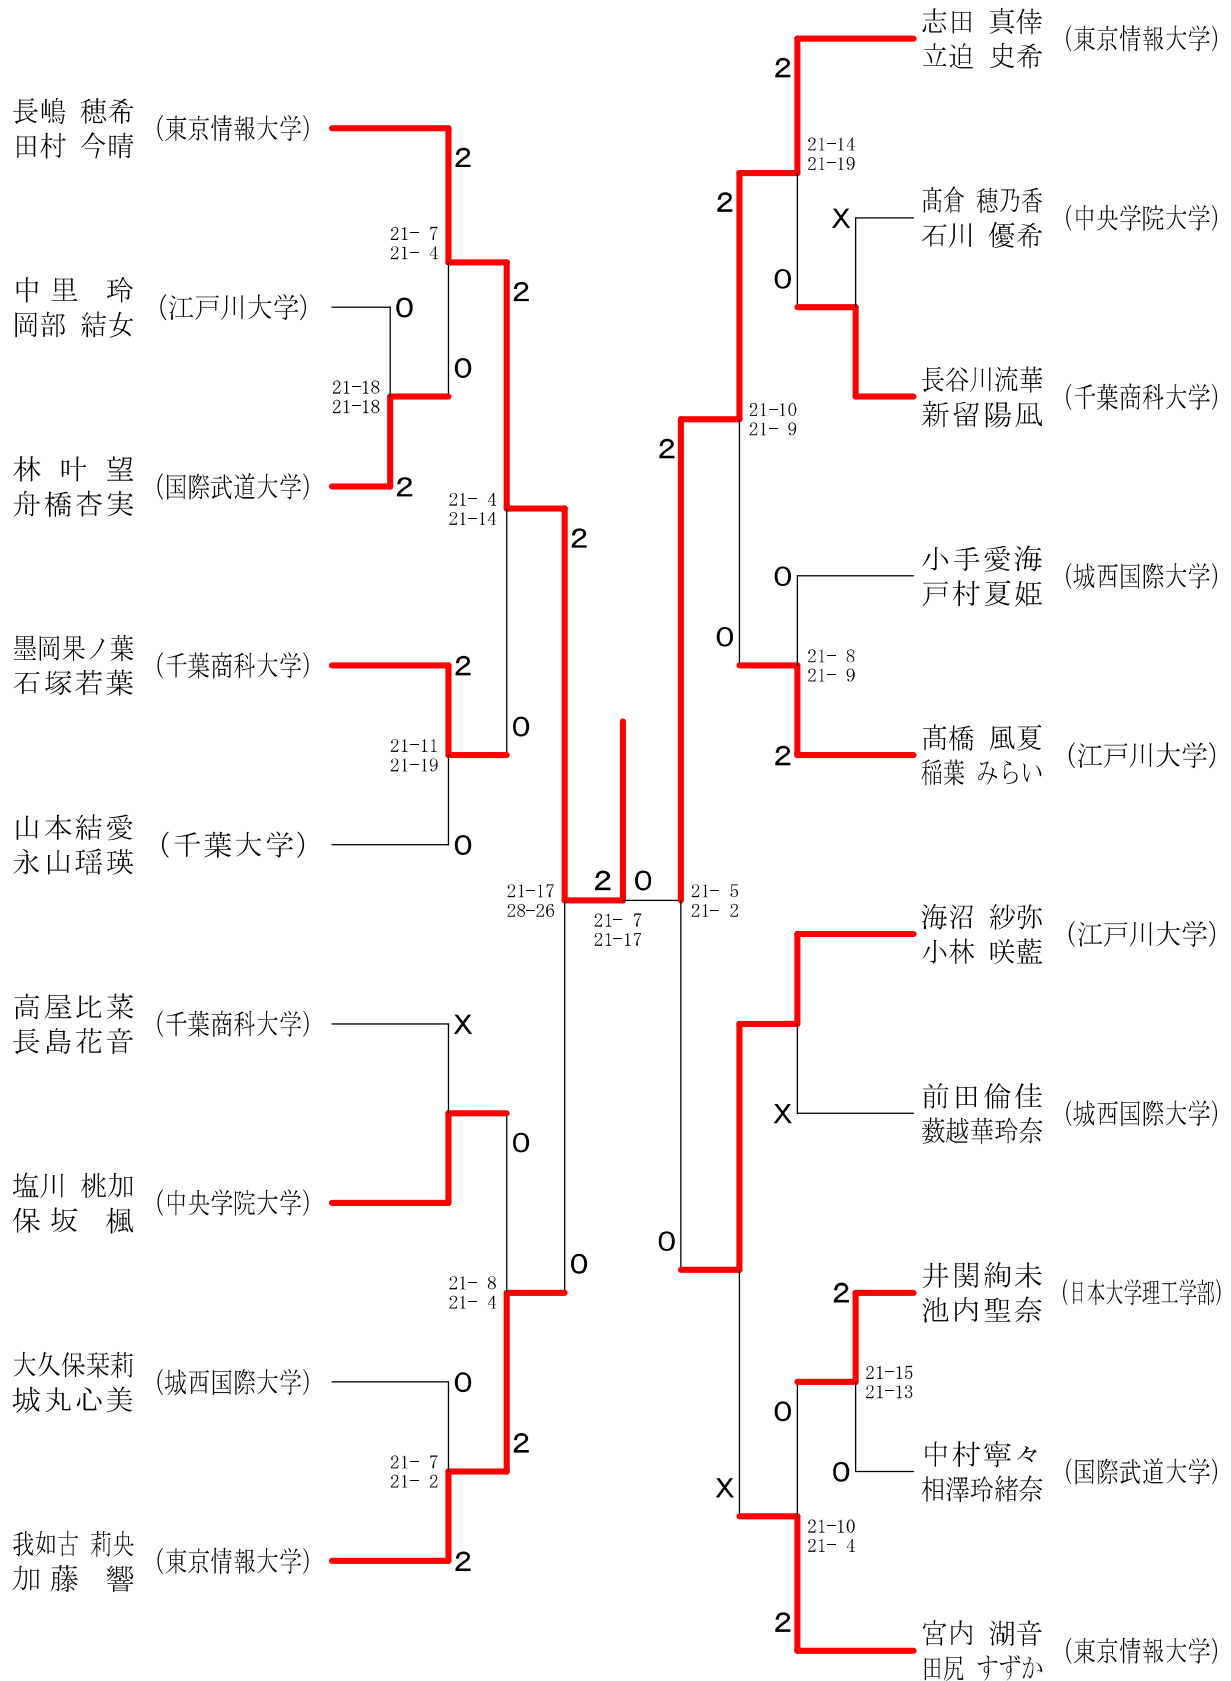 長嶋 穂希
田村 今晴
(東京情報大学)
2
21- 7
21- 4
2
中里 玲
岡部 結女
(江戸川大学)
0
0
21-18
21-18
林 叶 望
舟橋杏実
(国際武道大学)
2
21- 4
21-14
2
墨岡果ノ葉
石塚若葉
(千葉商科大学)
2
0
21-11
21-19
山本結愛
永山瑶瑛
(千葉大学)
0
21-17
28-26
高屋比菜
長島花音
(千葉商科大学)
X
0
塩川 桃加
保坂 楓
(中央学院大学)
0
21- 8
21- 4
大久保栞莉
城丸心美
(城西国際大学)
0
2
21- 7
21- 2
我如古 莉央
加藤 響
(東京情報大学)
2
2
0
21- 7
21-17
志田 真倖
立迫 史希
(東京情報大学)
2
21-14
21-19
2
髙倉 穂乃香
石川 優希
(中央学院大学)
X
0
長谷川流華
新留陽凪
(千葉商科大学)
21-10
21- 9
2
小手愛海
戸村夏姫
(城西国際大学)
0
0
21- 8
21- 9
髙橋 風夏
稲葉 みらい
(江戸川大学)
2
21- 5
21- 2
海沼 紗弥
小林 咲藍
(江戸川大学)
前田倫佳
薮越華玲奈
(城西国際大学)
X
0
井関絢未
池内聖奈
(日本大学理工学部)
2
21-15
21-13
0
中村寧々
相澤玲緒奈
(国際武道大学)
0
X
21-10
21- 4
宮内 湖音
田尻 すずか
(東京情報大学)
2